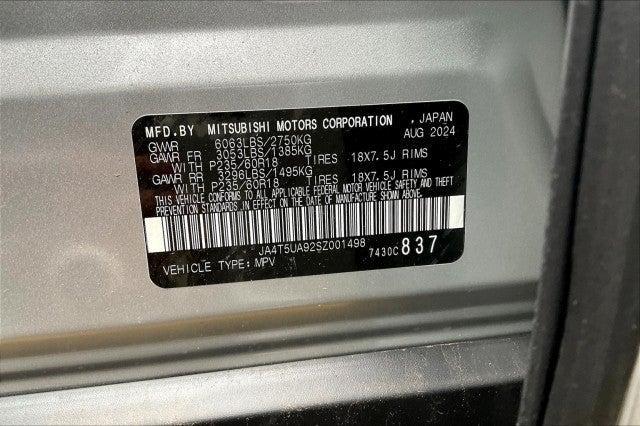 MFD.BY MITSUBISHI MOTORS CORPORATION , JAPAN
GVWR 6063LBS/2750KG AUG 2024
GAWR FR 3053LBS/1385KG
WITH P235/60R18 TIRES 18X7.5J RIMS
GAWR RR 3296LBS/1495KG
WITH P235/60R18 TIRES 18X7.5J RIMS
THIS VEHICLE CONFORMS TO ALL APPLICABLE FEDERAL MOTOR VEHICLE SAFETY AND THEFT
PREVENTION STANDARDS IN EFFECT ON THE DATE OF MANUFACTURE SHOWN ABOVE.
JA4T5UA92SZ001498
VEHICLE TYPE: MPV 7430C 837